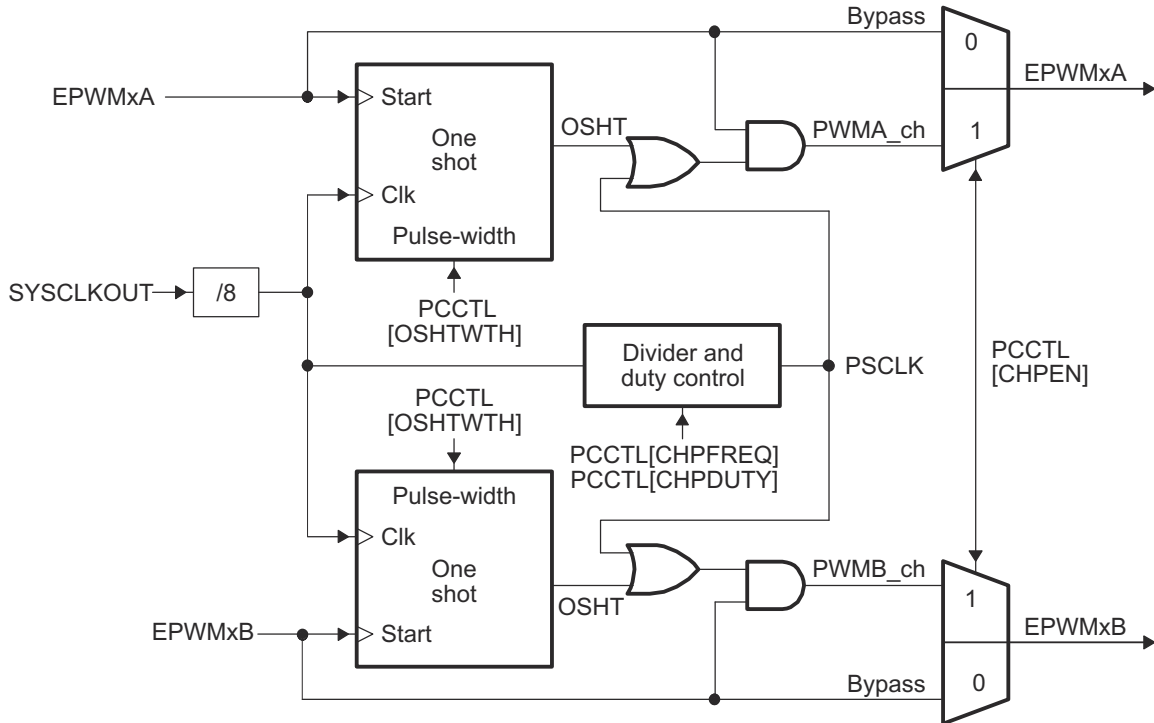 Bypass
0
EPWMxA
EPWMxA
Start
OSHT
PWMA_ch
1
One
shot
Clk
Pulse-width
SYSCLKOUT
/8
PCCTL
[OSHTWTH]
Divider and
duty control
PSCLK
PCCTL
[CHPEN]
PCCTL
[OSHTWTH]
PCCTL[CHPFREQ]
PCCTL[CHPDUTY]
Pulse-width
Clk
One
shot
PWMB_ch
1
OSHT
EPWMxB
Start
EPWMxB
Bypass
0